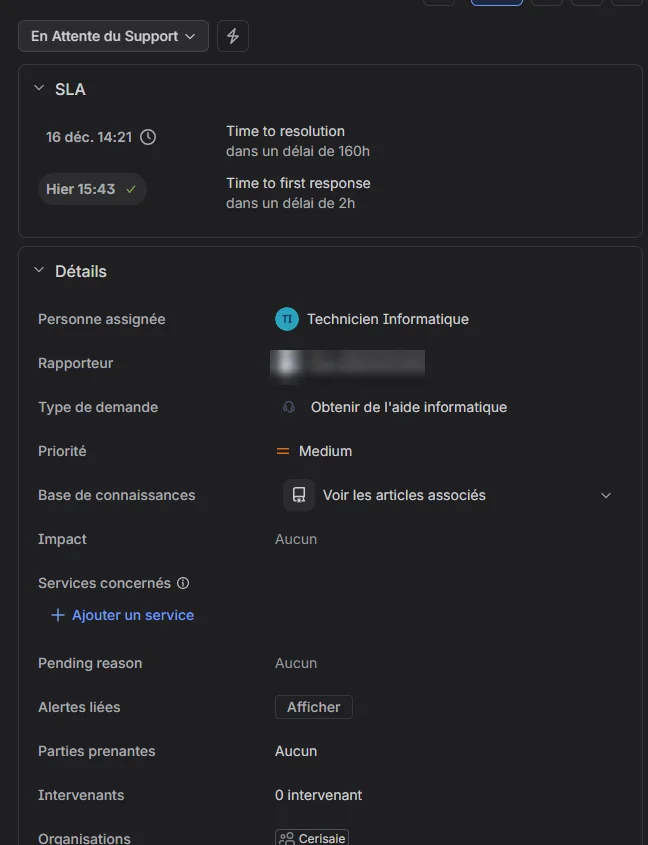 En Attente du Support
SLA
16 déc. 14:21
Time to resolution
dans un délai de 160h
Hier 15:43
Time to first response
dans un délai de 2h
Détails
Personne assignée
TI
Technicien Informatique
Rapporteur
Type de demande
Obtenir de l'aide informatique
Priorité
Medium
Base de connaissances
Voir les articles associés
Impact
Aucun
Services concernés
Ajouter un service
Pending reason
Aucun
Alertes liées
Afficher
Parties prenantes
Aucun
Intervenants
0 intervenant
Organisations
Cerisaie